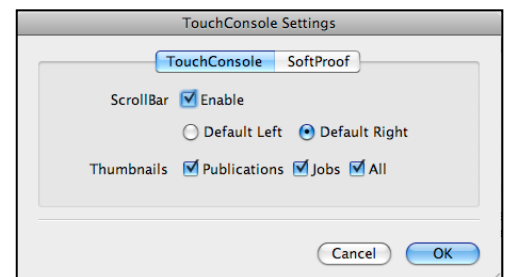 TouchConsole Settings
TouchConsole SoftProof
ScrollBar Enable
Default Left Default Right
Thumbnails Publications Jobs All
Cancel OK